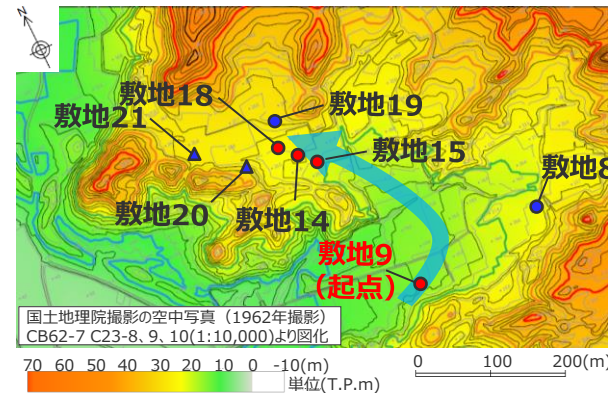 N
敷地18
敷地19
敷地21
敷地15
敷地8
敷地20
敷地14
敷地9
(起点)
国土地理院撮影の空中写真（1962年撮影）
CB62-7 C23-8、9、10(1:10,000)より図化
70 60 50 40 30 20 10 0 -10(m)
単位(T.P.m)
0 100 200(m)